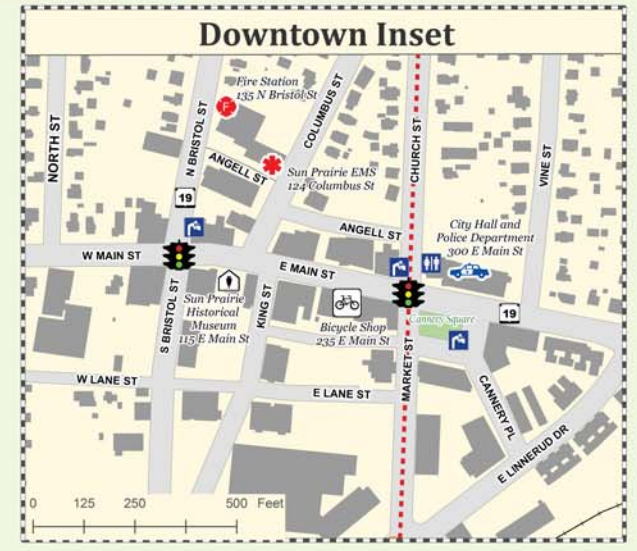 Downtown Inset
Fire Station
135 N Bristol St
NORTH ST
N BRISTOL ST
COLUMBUS ST
CHURCH ST
VINE ST
F
ANGELL ST
Sun Prairie EMS
124 Columbus St
19
ANGELL ST
City Hall and
Police Department
300 E Main St
W MAIN ST
E MAIN ST
Sun Prairie
Historical
Museum
115 E Main St
S BRISTOL ST
KING ST
Bicycle Shop
235 E Main St
Cannery Square
19
MARKET ST
W LANE ST
E LANE ST
CANNERY PL
E LINNERUD DR
0 125 250 500 Feet